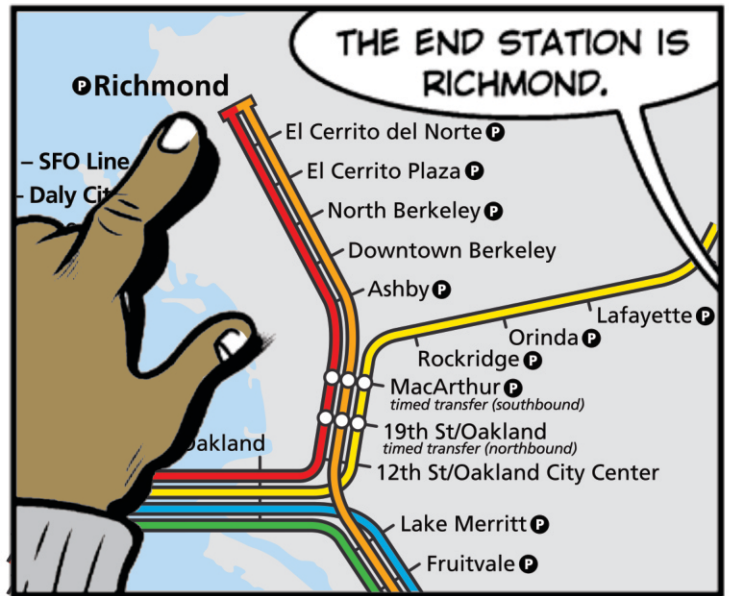 THE END STATION IS
RICHMOND.
P Richmond
El Cerrito del Norte P
– SFO Line
El Cerrito Plaza P
- Daly
North Berkeley P
Downtown Berkeley
Ashby P
Lafayette P
Orinda P
Rockridge P
MacArthur P
timed transfer (southbound)
19th St/Oakland
timed transfer (northbound)
Oakland
12th St/Oakland City Center
Lake Merritt P
Fruitvale P